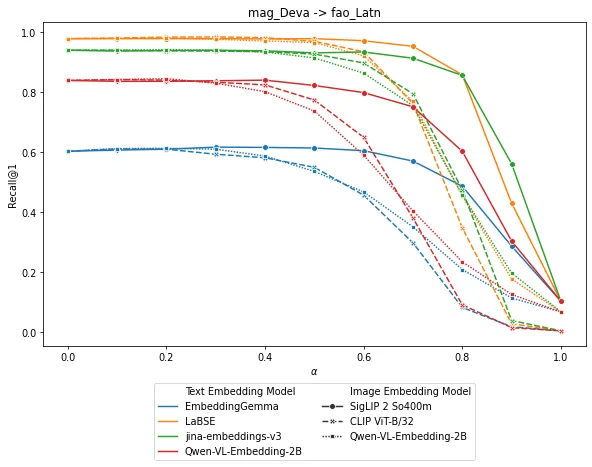 mag_Deva -> fao_Latn
Recall@1
1.0
0.8
0.6
0.4
0.2
0.0
0.0 0.2 0.4 0.6 0.8 1.0
α
Text Embedding Model
EmbeddingGemma
LaBSE
jina-embeddings-v3
Qwen-VL-Embedding-2B
Image Embedding Model
SigLIP 2 So400m
CLIP ViT-B/32
Qwen-VL-Embedding-2B